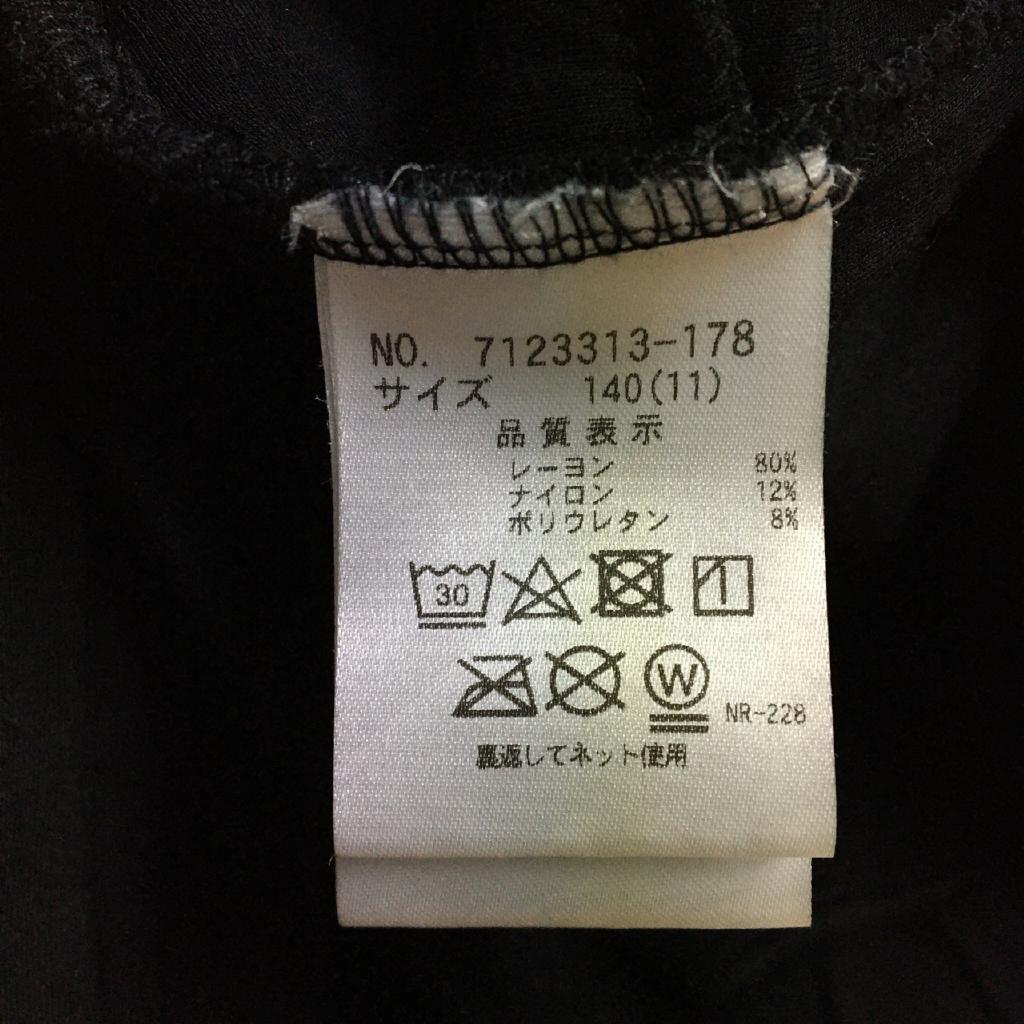 NO. 7123313-178
サイズ 140(11)
品質表示
レーヨン 80%
ナイロン 12%
ポリウレタン 8%
30
W
NR-228
裏返してネット使用